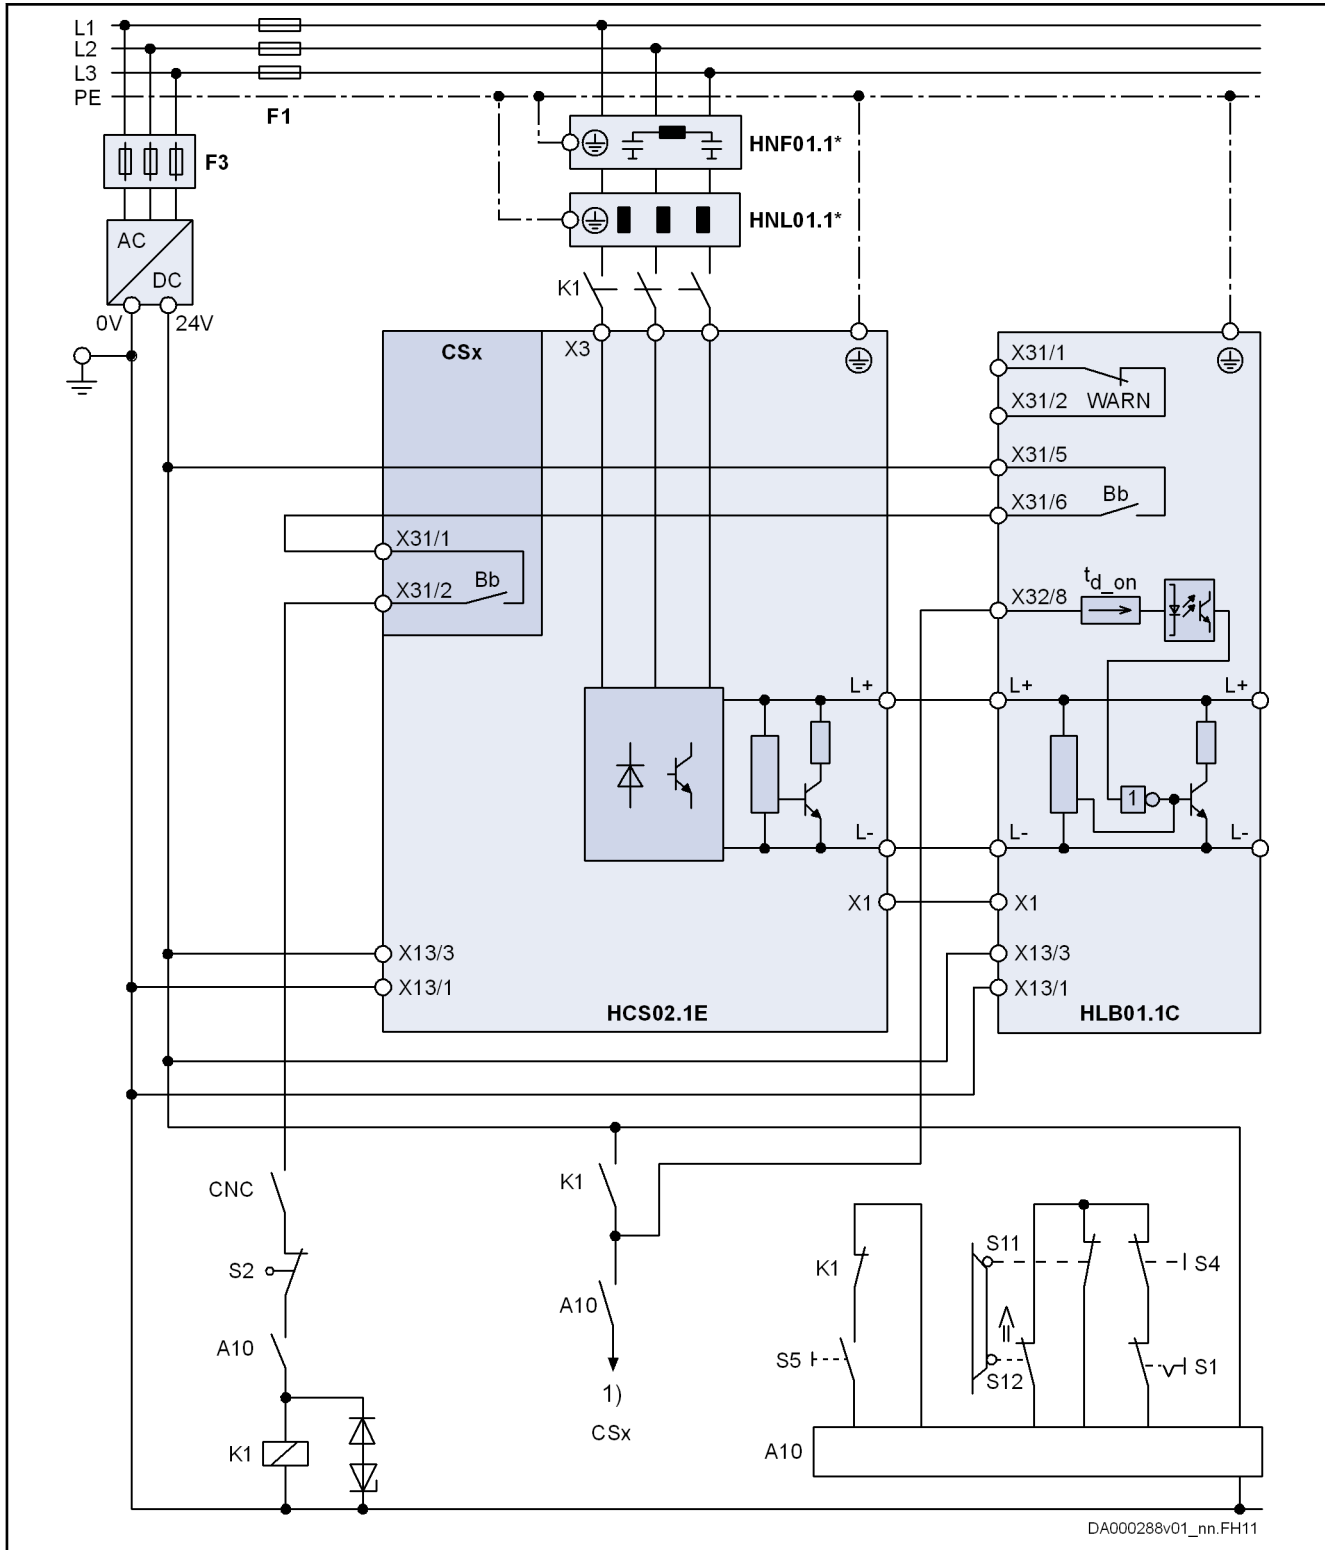 L1
L2
L3
PE
F1
F3
HNF01.1*
HNL01.1*
AC
DC
0V
24V
K1
CSx
X3
X31/1
X31/2
WARN
X31/5
X31/6
Bb
X31/1
X31/2
Bb
X32/8
td_on
L+
L+
L+
1
L-
L-
L-
X1
X1
X13/3
X13/3
X13/1
X13/1
HCS02.1E
HLB01.1C
CNC
K1
S2
S11
K1
S4
A10
A10
S5
S12
S1
1)
CSx
K1
A10
DA000288v01_nn.FH11